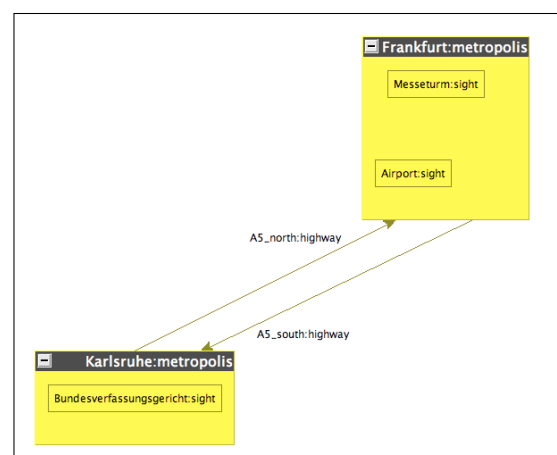 Frankfurt:metropolis
Messeturm:sight
Airport:sight
A5_north:highway
A5_south:highway
Karlsruhe:metropolis
Bundesverfassungsgericht:sight